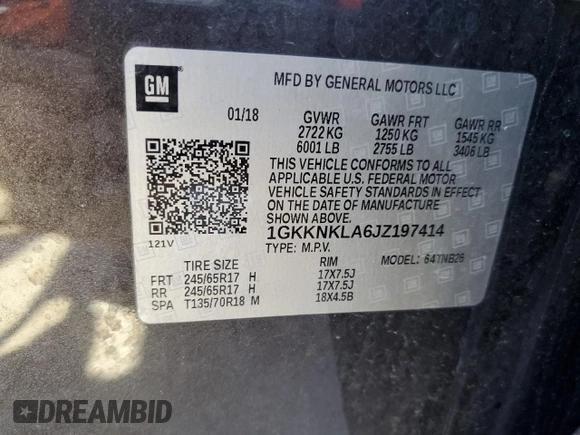 GM
MFD BY GENERAL MOTORS LLC
01/18 GVWR GAWR FRT GAWR RR
2722 KG 1250 KG 1545 KG
6001 LB 2755 LB 3406 LB
THIS VEHICLE CONFORMS TO ALL
APPLICABLE U.S. FEDERAL MOTOR
VEHICLE SAFETY STANDARDS IN EFFECT
ON THE DATE OF MANUFACTURE
SHOWN ABOVE.
121V
1GKKNKLA6JZ197414
TYPE: M.P.V. MODEL: 64TNB26
TIRE SIZE RIM
FRT 245/65R17 H 17X7.5J
RR 245/65R17 H 17X7.5J
SPA T135/70R18 M 18X4.5B
DREAMBID